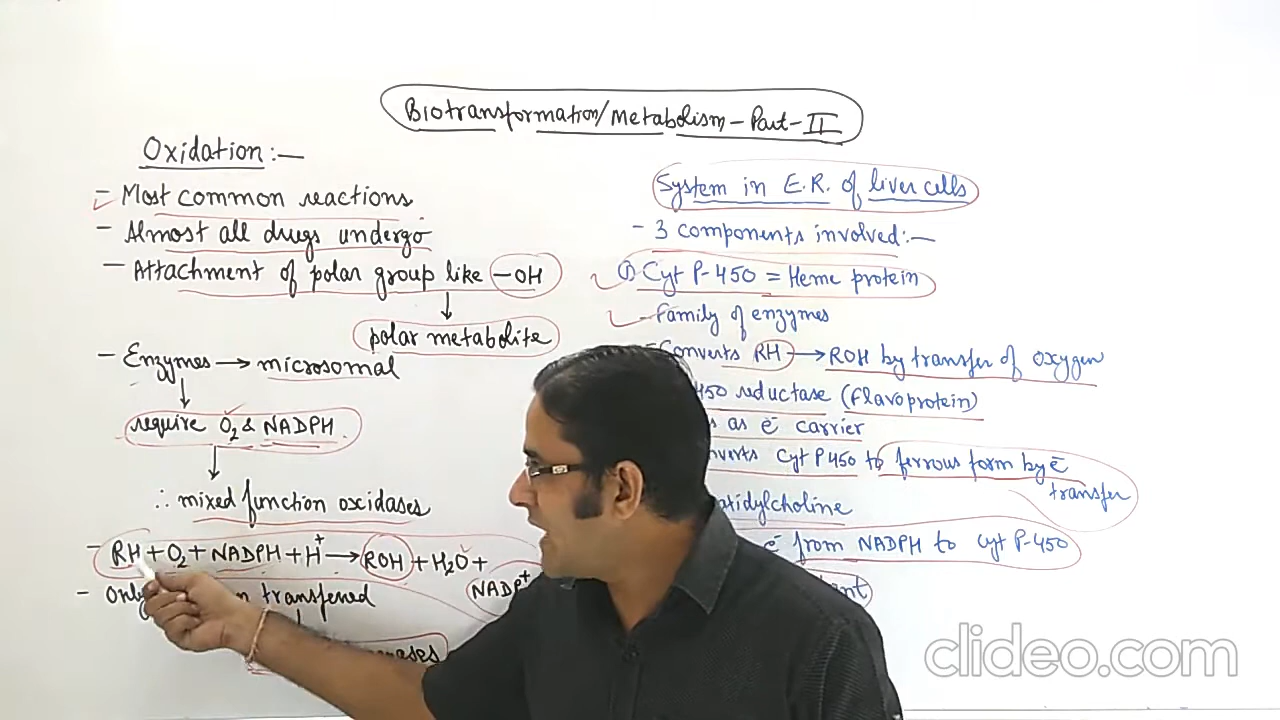 Biotransformation/Metabolism - Part - II
Oxidation :-
- Most common reactions
- Almost all drugs undergo
- Attachment of polar group like -OH
↓
polar metabolite
- Enzymes → microsomal
↓
require O2 & NADPH
↓
∴ mixed function oxidases
- RH + O2 + NADPH + H+ → ROH + H2O +
NADP+
- Only transferred
System in E.R. of liver cells
- 3 components involved :-
① Cyt P-450 = Heme protein
- Family of enzymes
- Converts RH → ROH by transfer of oxygen
450 reductase (Flavoprotein)
as e- carrier
Cyt P450 to ferrous form by e-
transfer
e- from NADPH to Cyt P-450
clideo.com